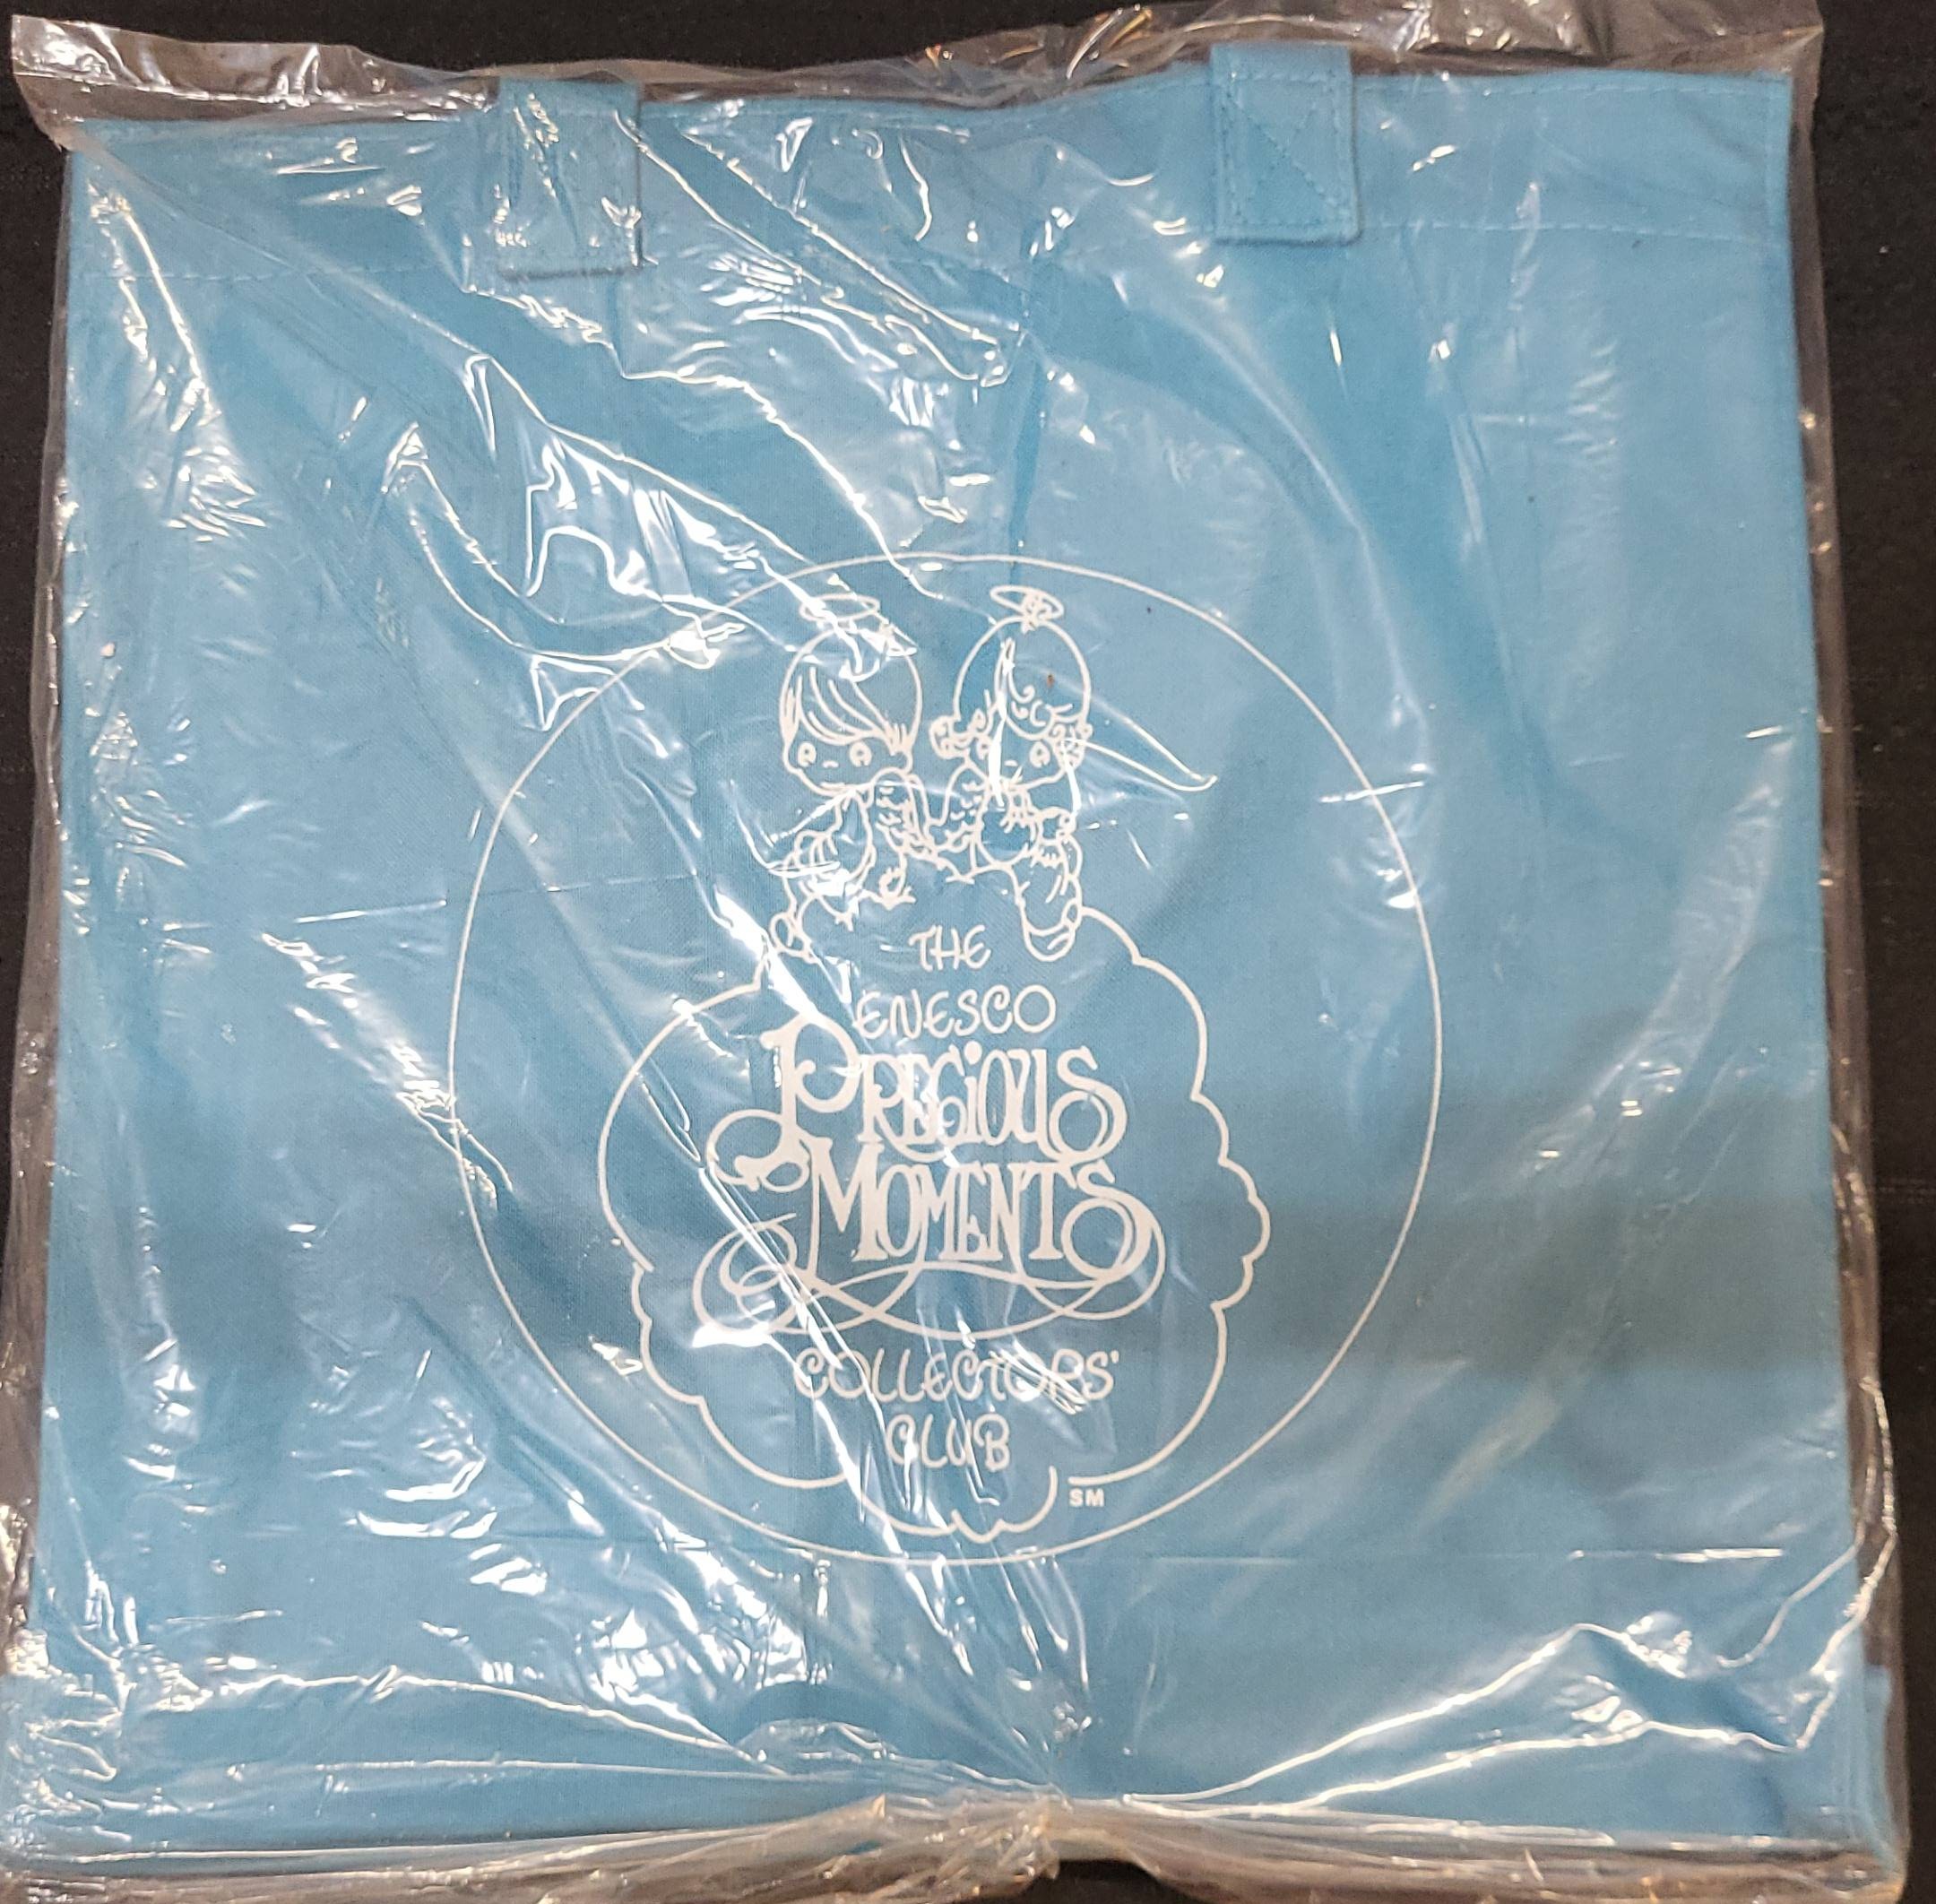 THE
ENESCO
PRECIOUS
MOMENTS
COLLECTORS'
CLUB
SM